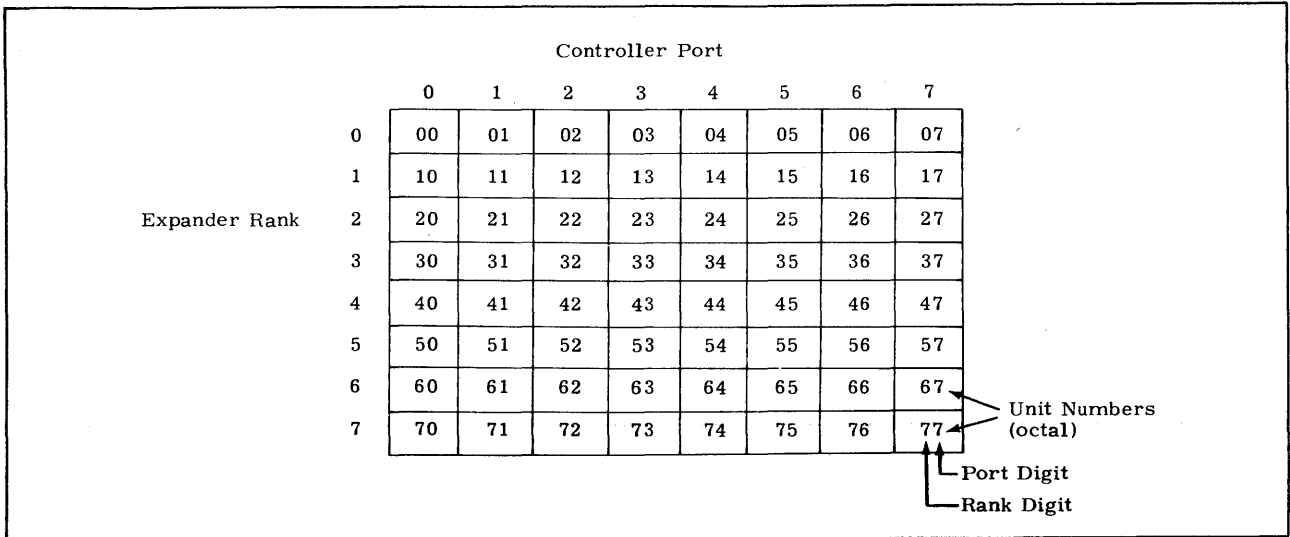 Controller Port
0 1 2 3 4 5 6 7
0 00 01 02 03 04 05 06 07
1 10 11 12 13 14 15 16 17
Expander Rank 2 20 21 22 23 24 25 26 27
3 30 31 32 33 34 35 36 37
4 40 41 42 43 44 45 46 47
5 50 51 52 53 54 55 56 57
6 60 61 62 63 64 65 66 67
7 70 71 72 73 74 75 76 77
Unit Numbers
(octal)
Port Digit
Rank Digit